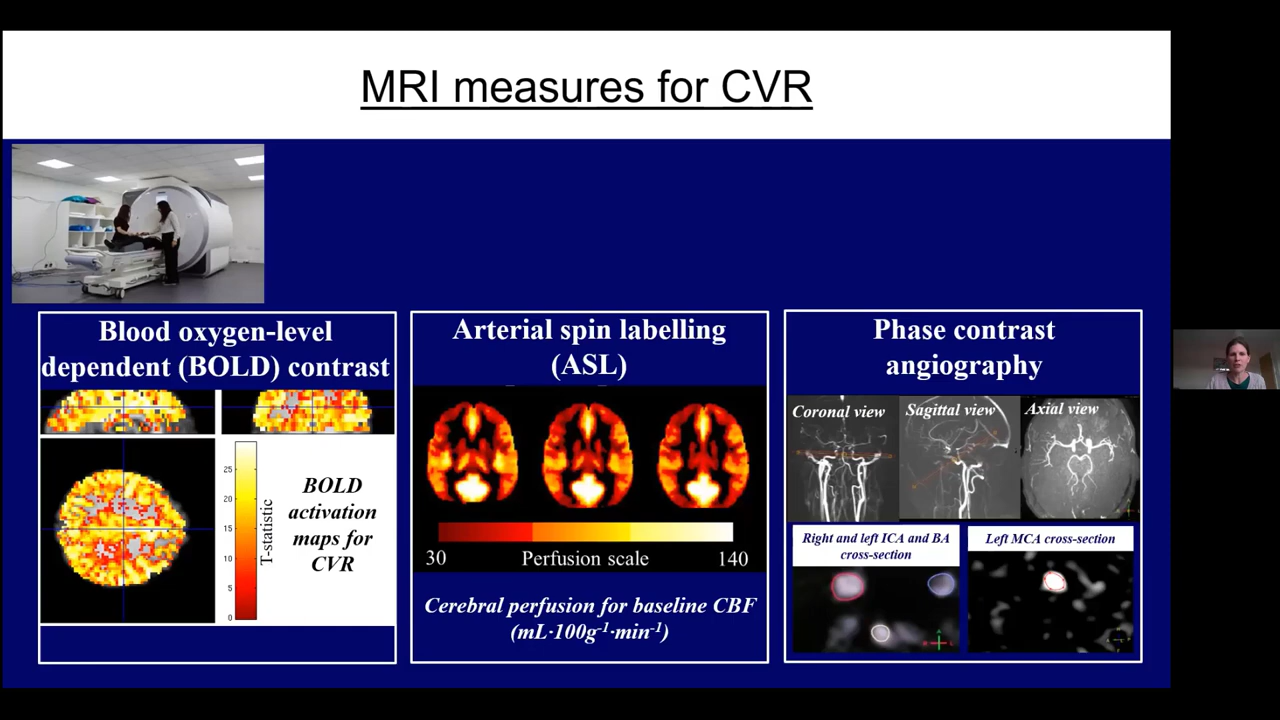 MRI measures for CVR
Blood oxygen-level
dependent (BOLD) contrast
25
20
15
10
5
0
T-statistic
BOLD
activation
maps for
CVR
Arterial spin labelling
(ASL)
30
Perfusion scale
140
Cerebral perfusion for baseline CBF
(mL·100g⁻¹·min⁻¹)
Phase contrast
angiography
Coronal view
Sagittal view
Axial view
Right and left ICA and BA
cross-section
Left MCA cross-section